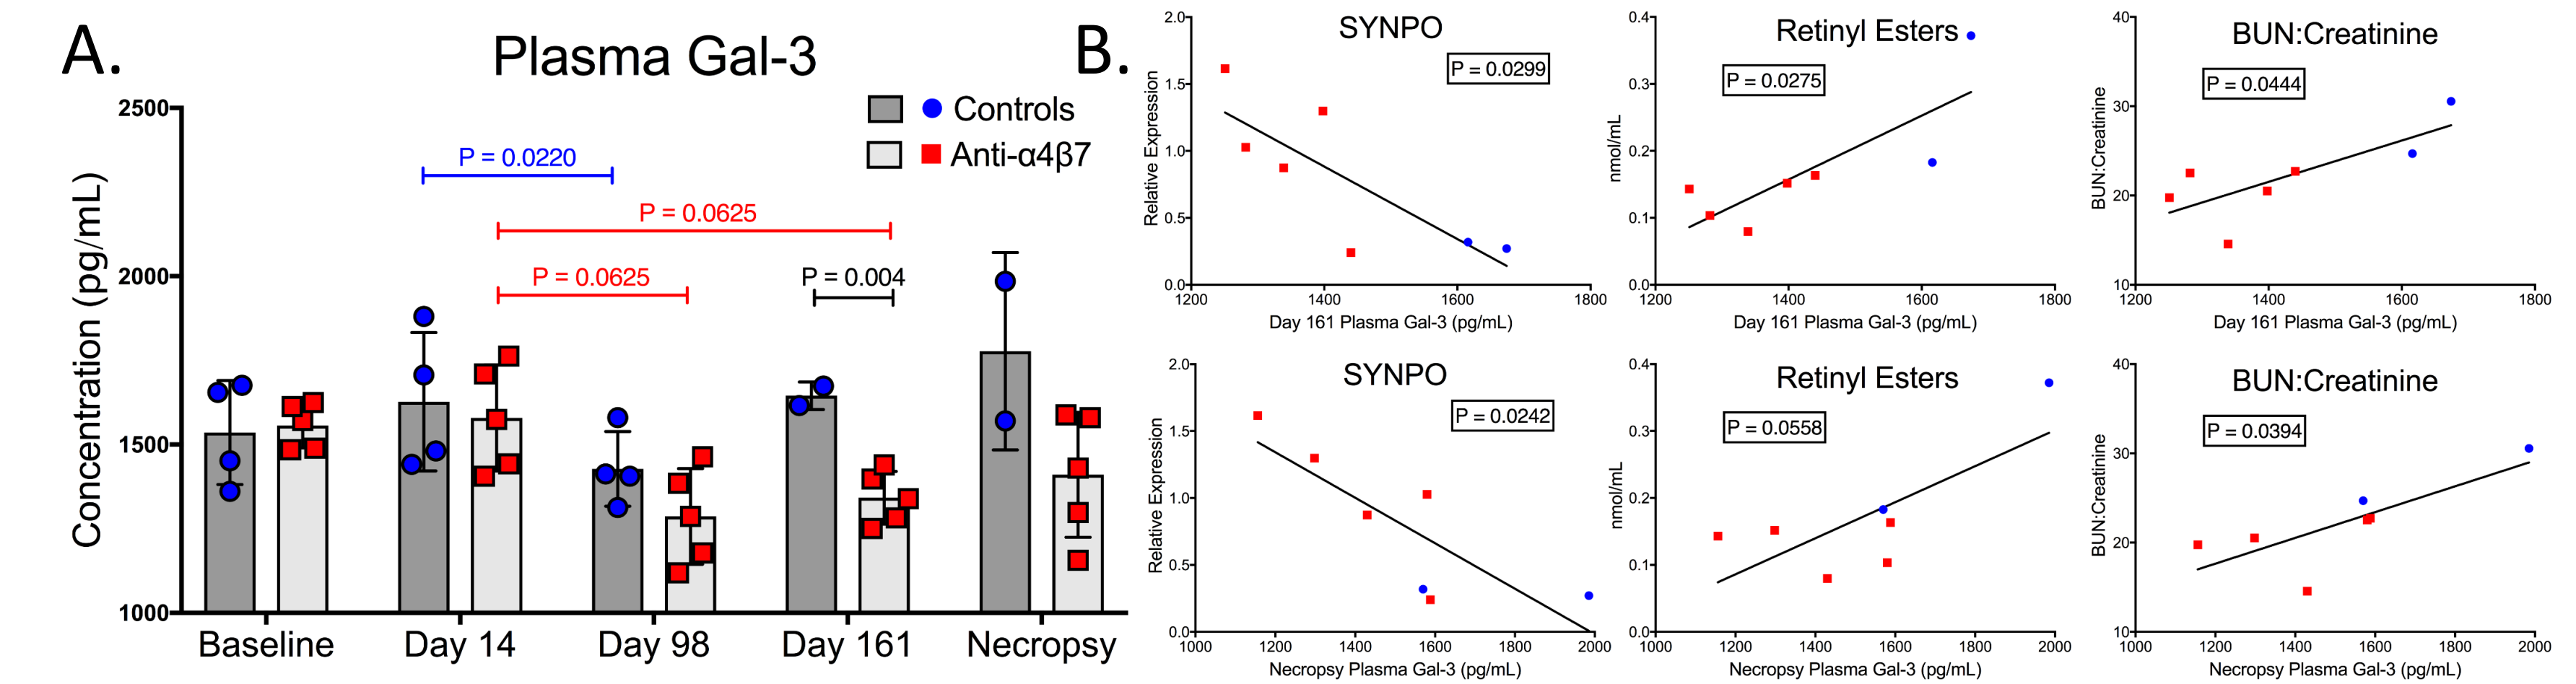 A.
Plasma Gal-3
Controls
Anti-α4β7
Concentration (pg/mL)
2500
2000
1500
1000
P = 0.0220
P = 0.0625
P = 0.0625
P = 0.004
Baseline
Day 14
Day 98
Day 161
Necropsy
B.
SYNPO
P = 0.0299
Relative Expression
2.0
1.5
1.0
0.5
0.0
1200 1400 1600 1800
Day 161 Plasma Gal-3 (pg/mL)
Retinyl Esters
P = 0.0275
nmol/mL
0.4
0.3
0.2
0.1
0.0
1200 1400 1600 1800
Day 161 Plasma Gal-3 (pg/mL)
BUN:Creatinine
P = 0.0444
BUN:Creatinine
40
30
20
10
1200 1400 1600 1800
Day 161 Plasma Gal-3 (pg/mL)
SYNPO
P = 0.0242
Relative Expression
2.0
1.5
1.0
0.5
0.0
1000 1200 1400 1600 1800 2000
Necropsy Plasma Gal-3 (pg/mL)
Retinyl Esters
P = 0.0558
nmol/mL
0.4
0.3
0.2
0.1
0.0
1000 1200 1400 1600 1800 2000
Necropsy Plasma Gal-3 (pg/mL)
BUN:Creatinine
P = 0.0394
BUN:Creatinine
40
30
20
10
1000 1200 1400 1600 1800 2000
Necropsy Plasma Gal-3 (pg/mL)